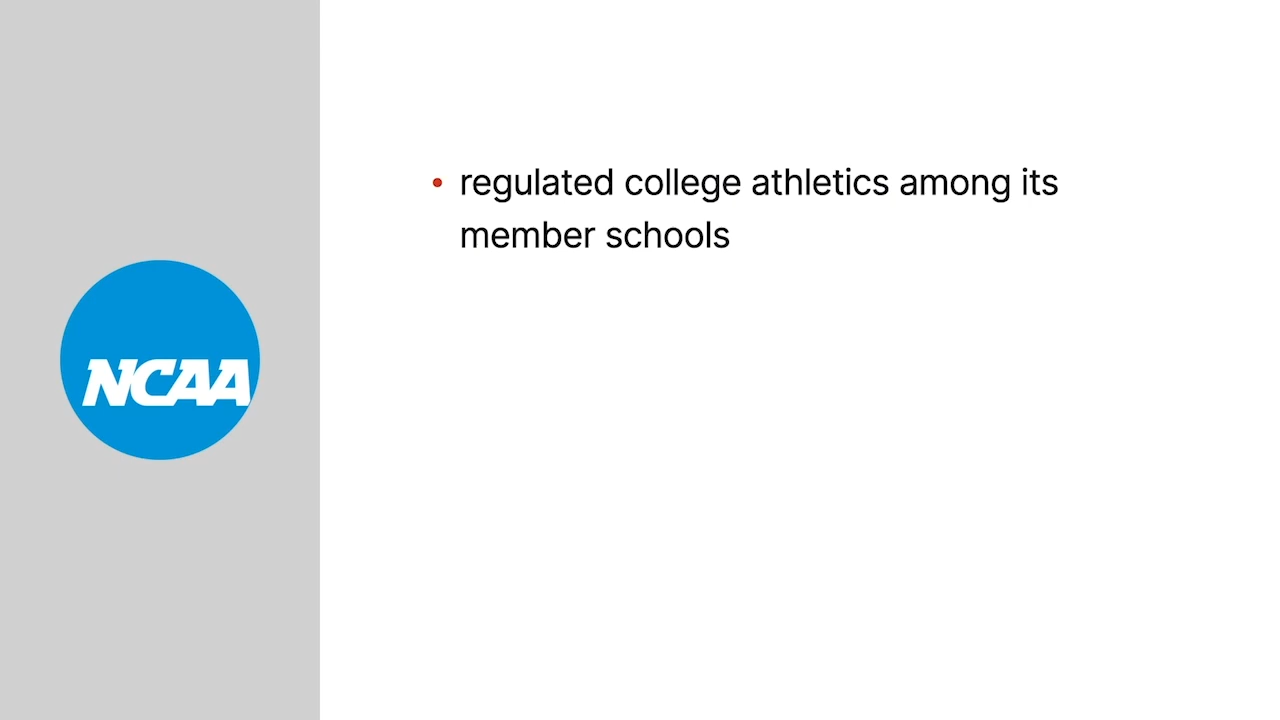 • regulated college athletics among its
member schools
NCAA